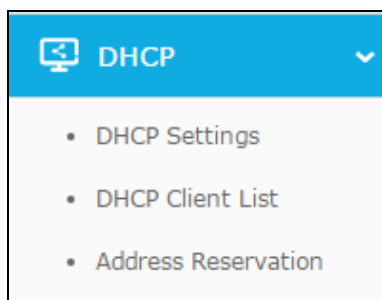 DHCP
DHCP Settings
DHCP Client List
Address Reservation